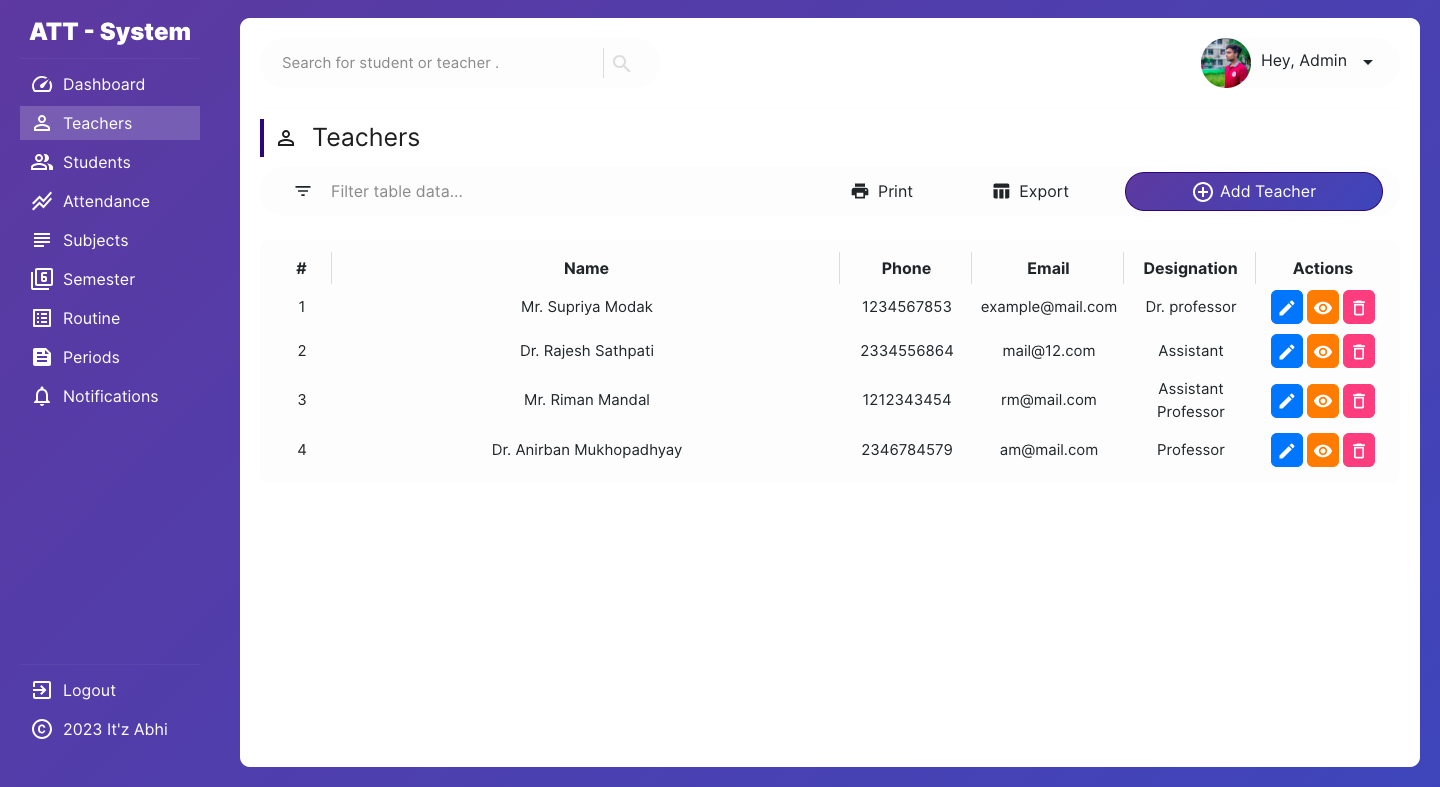 ATT - System
Dashboard
Teachers
Students
Attendance
Subjects
Semester
Routine
Periods
Notifications
Logout
2023 It'z Abhi
Search for student or teacher .
Hey, Admin
Teachers
Filter table data...
Print
Export
Add Teacher
# Name Phone Email Designation Actions
1 Mr. Supriya Modak 1234567853 example@mail.com Dr. professor
2 Dr. Rajesh Sathpati 2334556864 mail@12.com Assistant
3 Mr. Riman Mandal 1212343454 rm@mail.com Assistant
Professor
4 Dr. Anirban Mukhopadhyay 2346784579 am@mail.com Professor